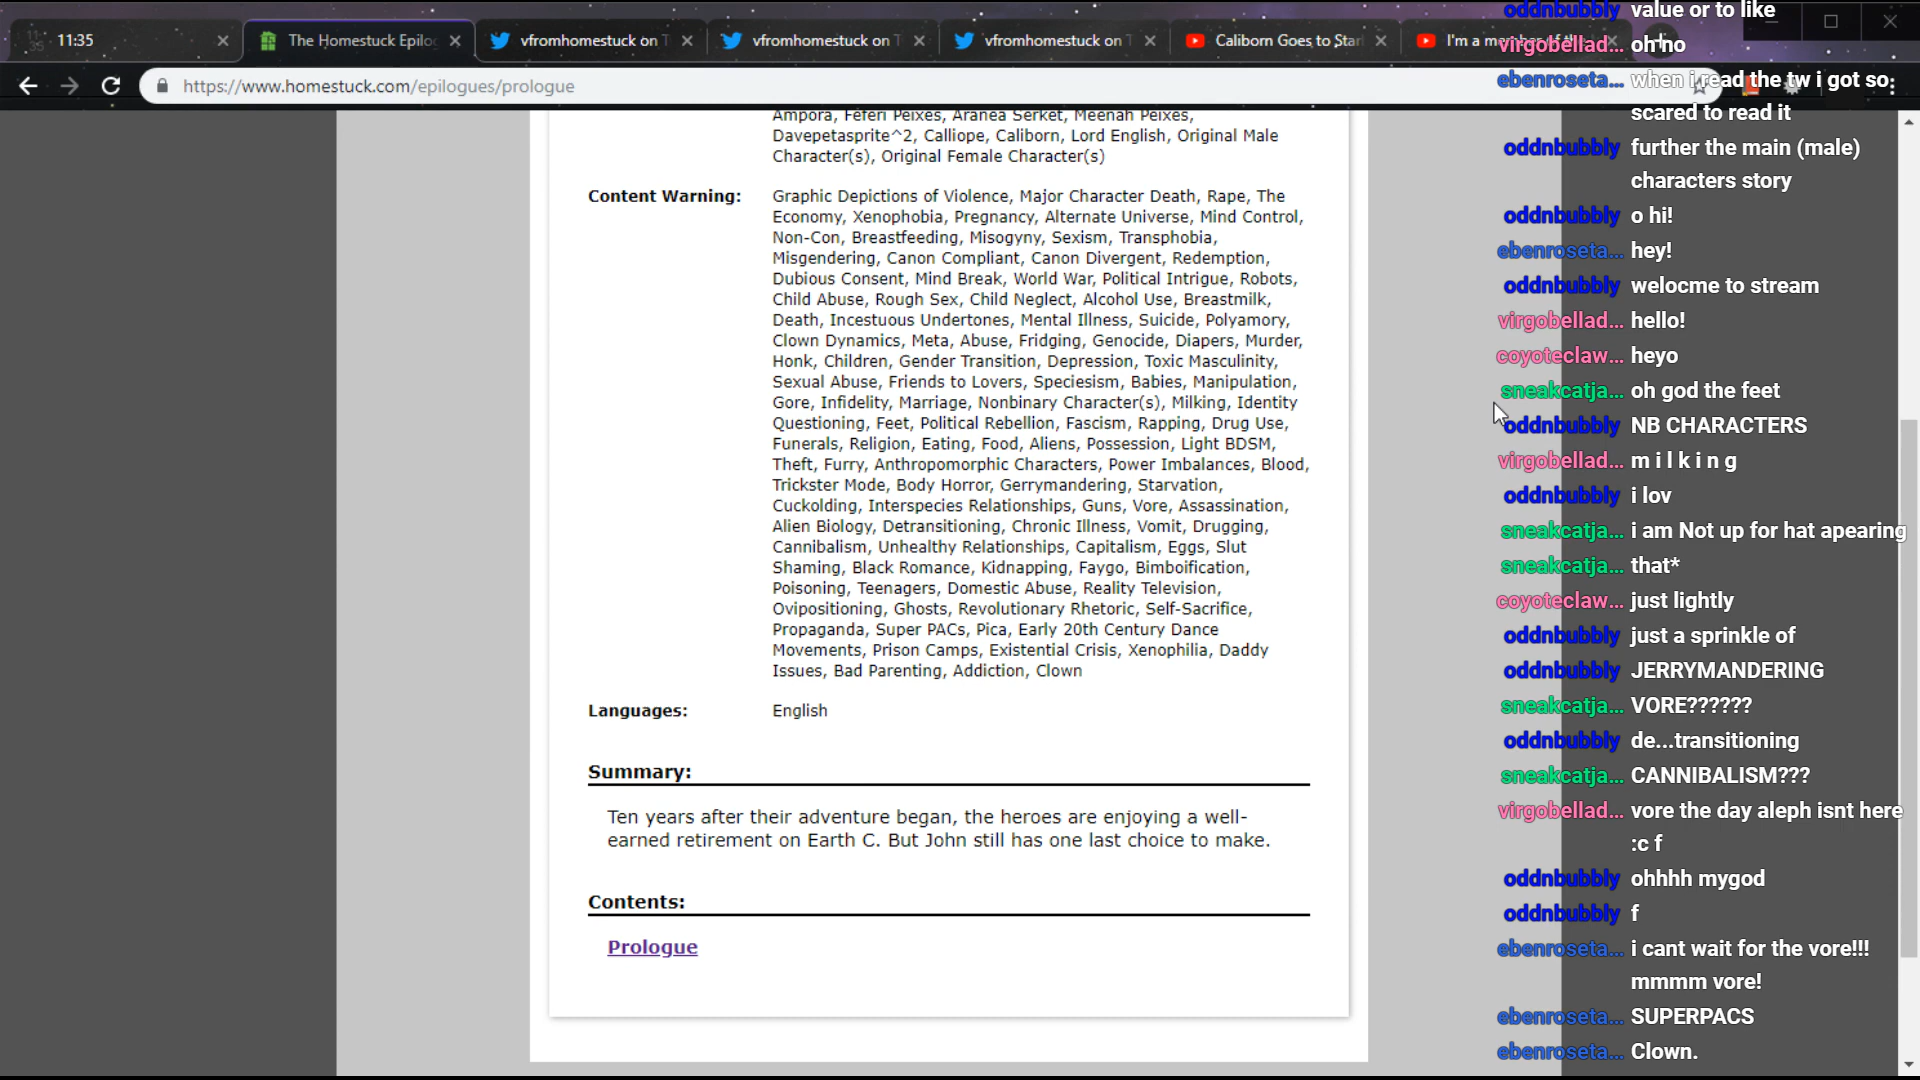 11:35
The Homestuck Epilo
vfromhomestuck on T
vfromhomestuck on T
vfromhomestuck on T
Caliborn Goes to Star
I'm a member of th
https://www.homestuck.com/epilogues/prologue
Ampora, Feferi Peixes, Aranea Serket, Meenah Peixes,
Davepetasprite^2, Calliope, Caliborn, Lord English, Original Male
Character(s), Original Female Character(s)
Content Warning: Graphic Depictions of Violence, Major Character Death, Rape, The
Economy, Xenophobia, Pregnancy, Alternate Universe, Mind Control,
Non-Con, Breastfeeding, Misogyny, Sexism, Transphobia,
Misgendering, Canon Compliant, Canon Divergent, Redemption,
Dubious Consent, Mind Break, World War, Political Intrigue, Robots,
Child Abuse, Rough Sex, Child Neglect, Alcohol Use, Breastmilk,
Death, Incestuous Undertones, Mental Illness, Suicide, Polyamory,
Clown Dynamics, Meta, Abuse, Fridging, Genocide, Diapers, Murder,
Honk, Children, Gender Transition, Depression, Toxic Masculinity,
Sexual Abuse, Friends to Lovers, Speciesism, Babies, Manipulation,
Gore, Infidelity, Marriage, Nonbinary Character(s), Milking, Identity
Questioning, Feet, Political Rebellion, Fascism, Rapping, Drug Use,
Funerals, Religion, Eating, Food, Aliens, Possession, Light BDSM,
Theft, Furry, Anthropomorphic Characters, Power Imbalances, Blood,
Trickster Mode, Body Horror, Gerrymandering, Starvation,
Cuckolding, Interspecies Relationships, Guns, Vore, Assassination,
Alien Biology, Detransitioning, Chronic Illness, Vomit, Drugging,
Cannibalism, Unhealthy Relationships, Capitalism, Eggs, Slut
Shaming, Black Romance, Kidnapping, Faygo, Bimboification,
Poisoning, Teenagers, Domestic Abuse, Reality Television,
Ovipositioning, Ghosts, Revolutionary Rhetoric, Self-Sacrifice,
Propaganda, Super PACs, Pica, Early 20th Century Dance
Movements, Prison Camps, Existential Crisis, Xenophilia, Daddy
Issues, Bad Parenting, Addiction, Clown
Languages: English
Summary:
Ten years after their adventure began, the heroes are enjoying a well-
earned retirement on Earth C. But John still has one last choice to make.
Contents:
Prologue
oddnbubbly value or to like
virgobellad... oh no
ebenroseta... when i read the tw i got so
scared to read it
oddnbubbly further the main (male)
characters story
oddnbubbly o hi!
ebenroseta... hey!
oddnbubbly welocme to stream
virgobellad... hello!
coyoteclaw... heyo
sneakcatja... oh god the feet
oddnbubbly NB CHARACTERS
virgobellad... m i l k i n g
oddnbubbly i lov
sneakcatja... i am Not up for hat apearing
sneakcatja... that*
coyoteclaw... just lightly
oddnbubbly just a sprinkle of
oddnbubbly JERRYMANDERING
sneakcatja... VORE??????
oddnbubbly de...transitioning
sneakcatja... CANNIBALISM???
virgobellad... vore the day aleph isnt here
:c f
oddnbubbly ohhhh mygod
oddnbubbly f
ebenroseta... i cant wait for the vore!!!
mmmm vore!
ebenroseta... SUPERPACS
ebenroseta... Clown.